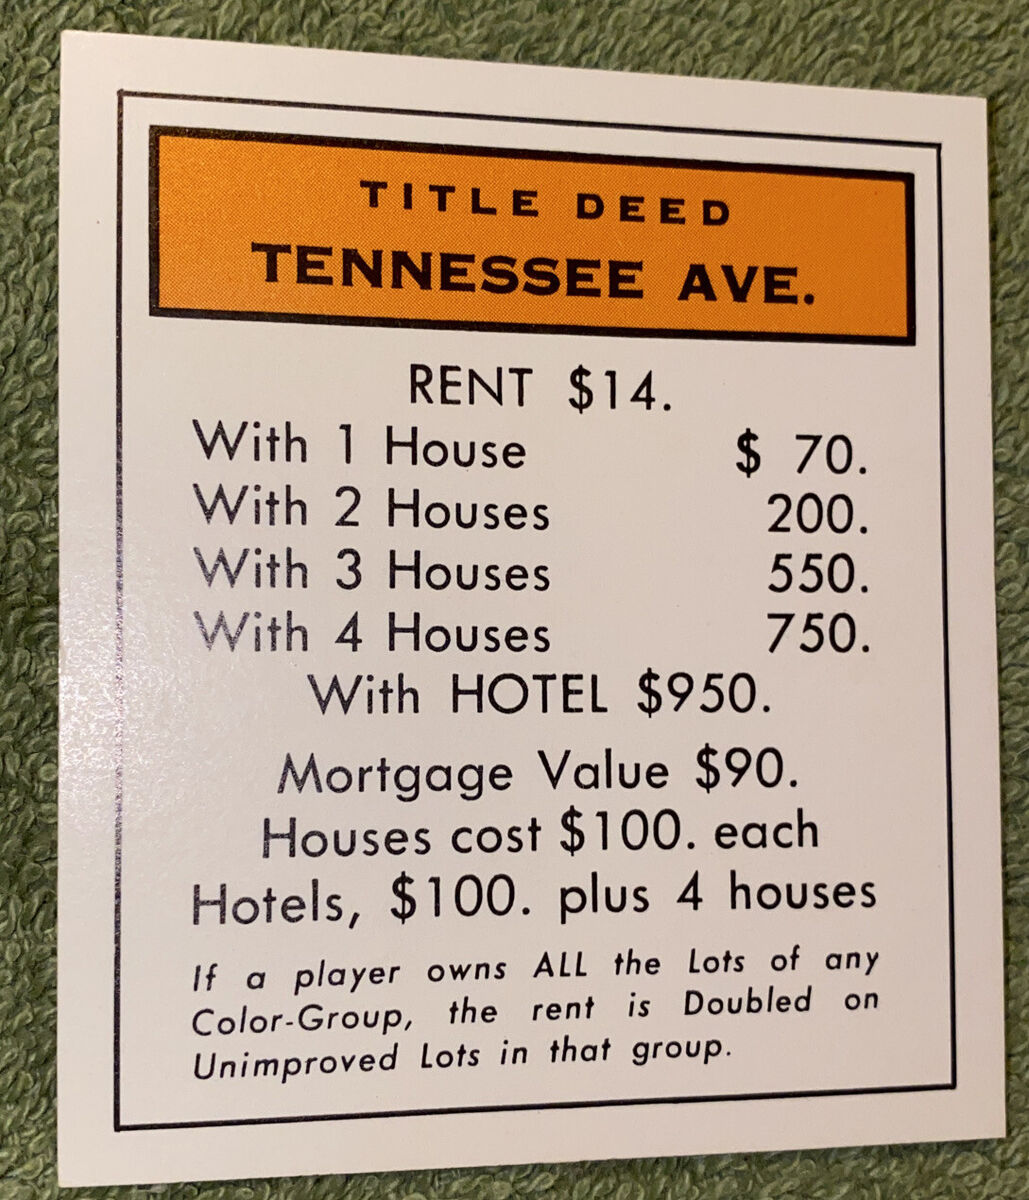 TITLE DEED
TENNESSEE AVE.
RENT $14.
With 1 House $ 70.
With 2 Houses 200.
With 3 Houses 550.
With 4 Houses 750.
With HOTEL $950.
Mortgage Value $90.
Houses cost $100. each
Hotels, $100. plus 4 houses
If a player owns ALL the Lots of any
Color-Group, the rent is Doubled on
Unimproved Lots in that group.